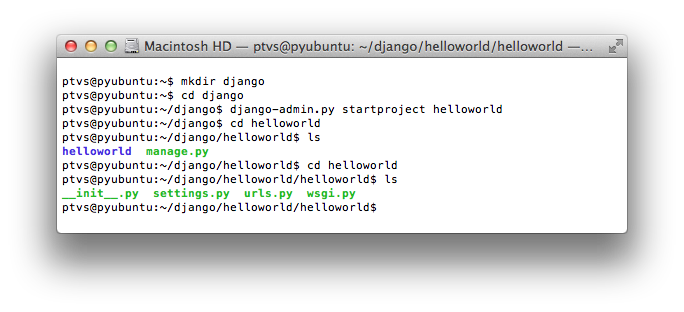 Macintosh HD — ptvs@pyubuntu: ~/django/helloworld/helloworld —...
ptvs@pyubuntu:~$ mkdir django
ptvs@pyubuntu:~$ cd django
ptvs@pyubuntu:~/django$ django-admin.py startproject helloworld
ptvs@pyubuntu:~/django$ cd helloworld
ptvs@pyubuntu:~/django/helloworld$ ls
helloworld  manage.py
ptvs@pyubuntu:~/django/helloworld$ cd helloworld
ptvs@pyubuntu:~/django/helloworld/helloworld$ ls
__init__.py  settings.py  urls.py  wsgi.py
ptvs@pyubuntu:~/django/helloworld/helloworld$